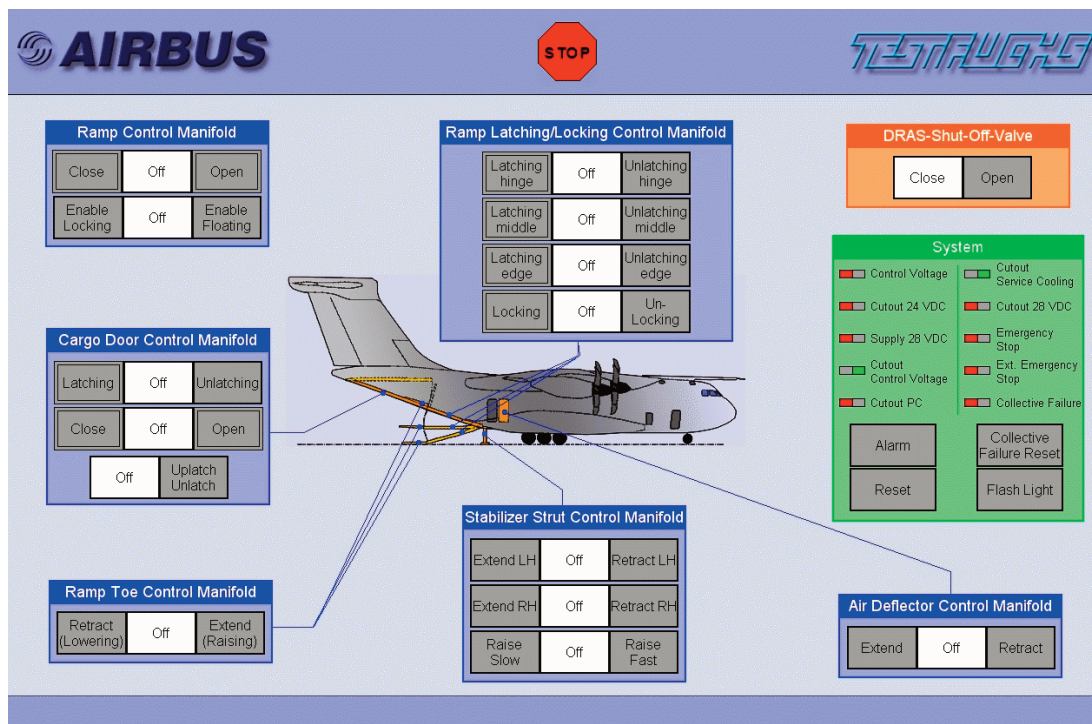 AIRBUS
STOP
TESTFUCHS
Ramp Control Manifold
Close Off Open
Enable Off Enable
Locking Floating
Ramp Latching/Locking Control Manifold
Latching Off Unlatching
hinge hinge
Latching Off Unlatching
middle middle
Latching Off Unlatching
edge edge
Locking Off Un-
Locking
DRAS-Shut-Off-Valve
Close Open
System
Control Voltage
Cutout
Service Cooling
Cutout 24 VDC
Cutout 28 VDC
Supply 28 VDC
Emergency
Stop
Cutout
Control Voltage
Ext. Emergency
Stop
Cutout PC
Collective Failure
Alarm
Collective
Failure Reset
Reset
Flash Light
Cargo Door Control Manifold
Latching Off Unlatching
Close Off Open
Off Uplatch
Unlatch
Ramp Toe Control Manifold
Retract Off Extend
(Lowering) (Raising)
Stabilizer Strut Control Manifold
Extend LH Off Retract LH
Extend RH Off Retract RH
Raise Off Raise
Slow Fast
Air Deflector Control Manifold
Extend Off Retract